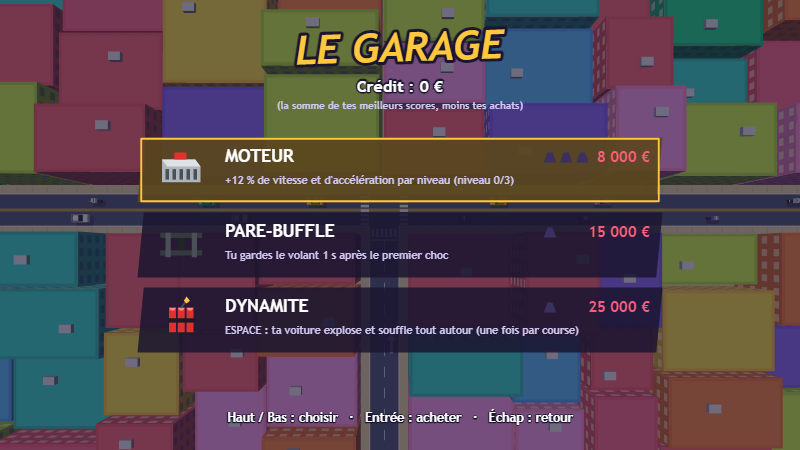 LE GARAGE
Crédit : 0 €
(la somme de tes meilleurs scores, moins tes achats)
MOTEUR 8 000 €
+12 % de vitesse et d'accélération par niveau (niveau 0/3)
PARE-BUFFLE 15 000 €
Tu gardes le volant 1 s après le premier choc
DYNAMITE 25 000 €
ESPACE : ta voiture explose et souffle tout autour (une fois par course)
Haut / Bas : choisir · Entrée : acheter · Échap : retour